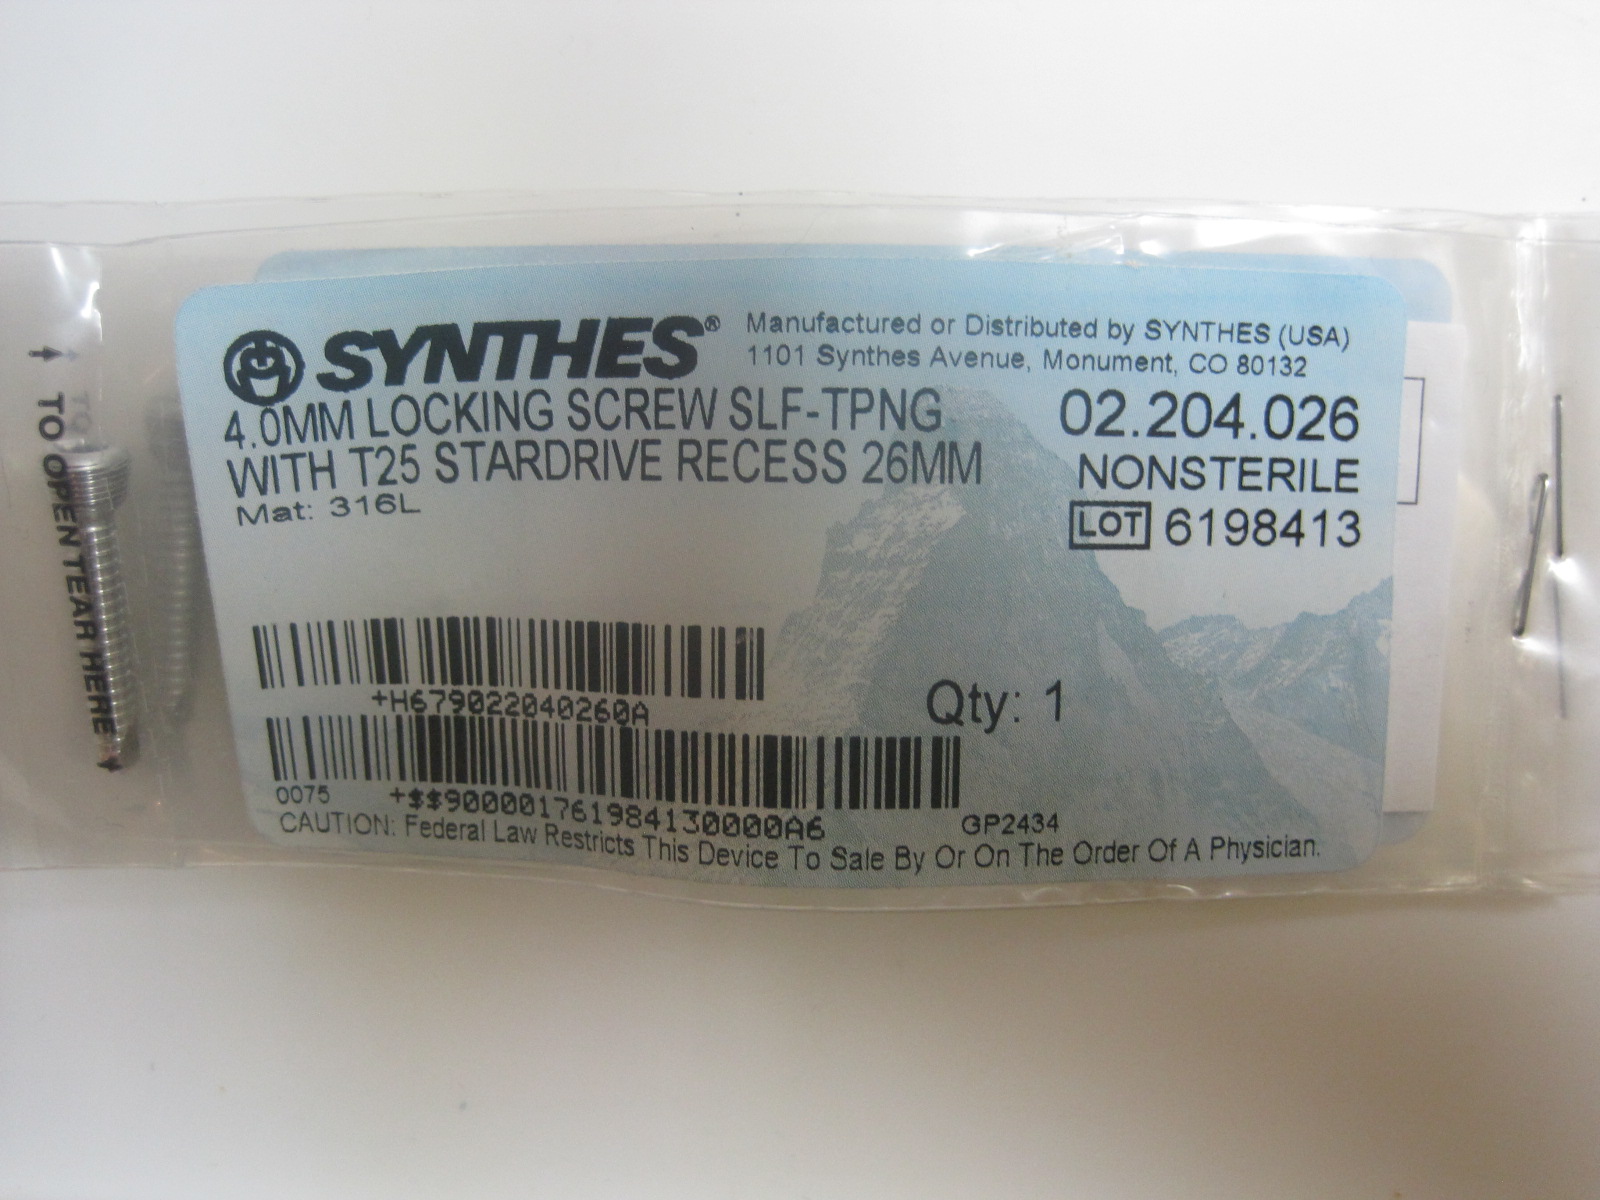 SYNTHES® Manufactured or Distributed by SYNTHES (USA)
1101 Synthes Avenue, Monument, CO 80132
4.0MM LOCKING SCREW SLF-TPNG
WITH T25 STARDRIVE RECESS 26MM
Mat: 316L
02.204.026
NONSTERILE
LOT 6198413
+H679022040260A
Qty: 1
0075 +$$9000017619841300000A6 GP2434
CAUTION: Federal Law Restricts This Device To Sale By Or On The Order Of A Physician.
TO OPEN TEAR HERE